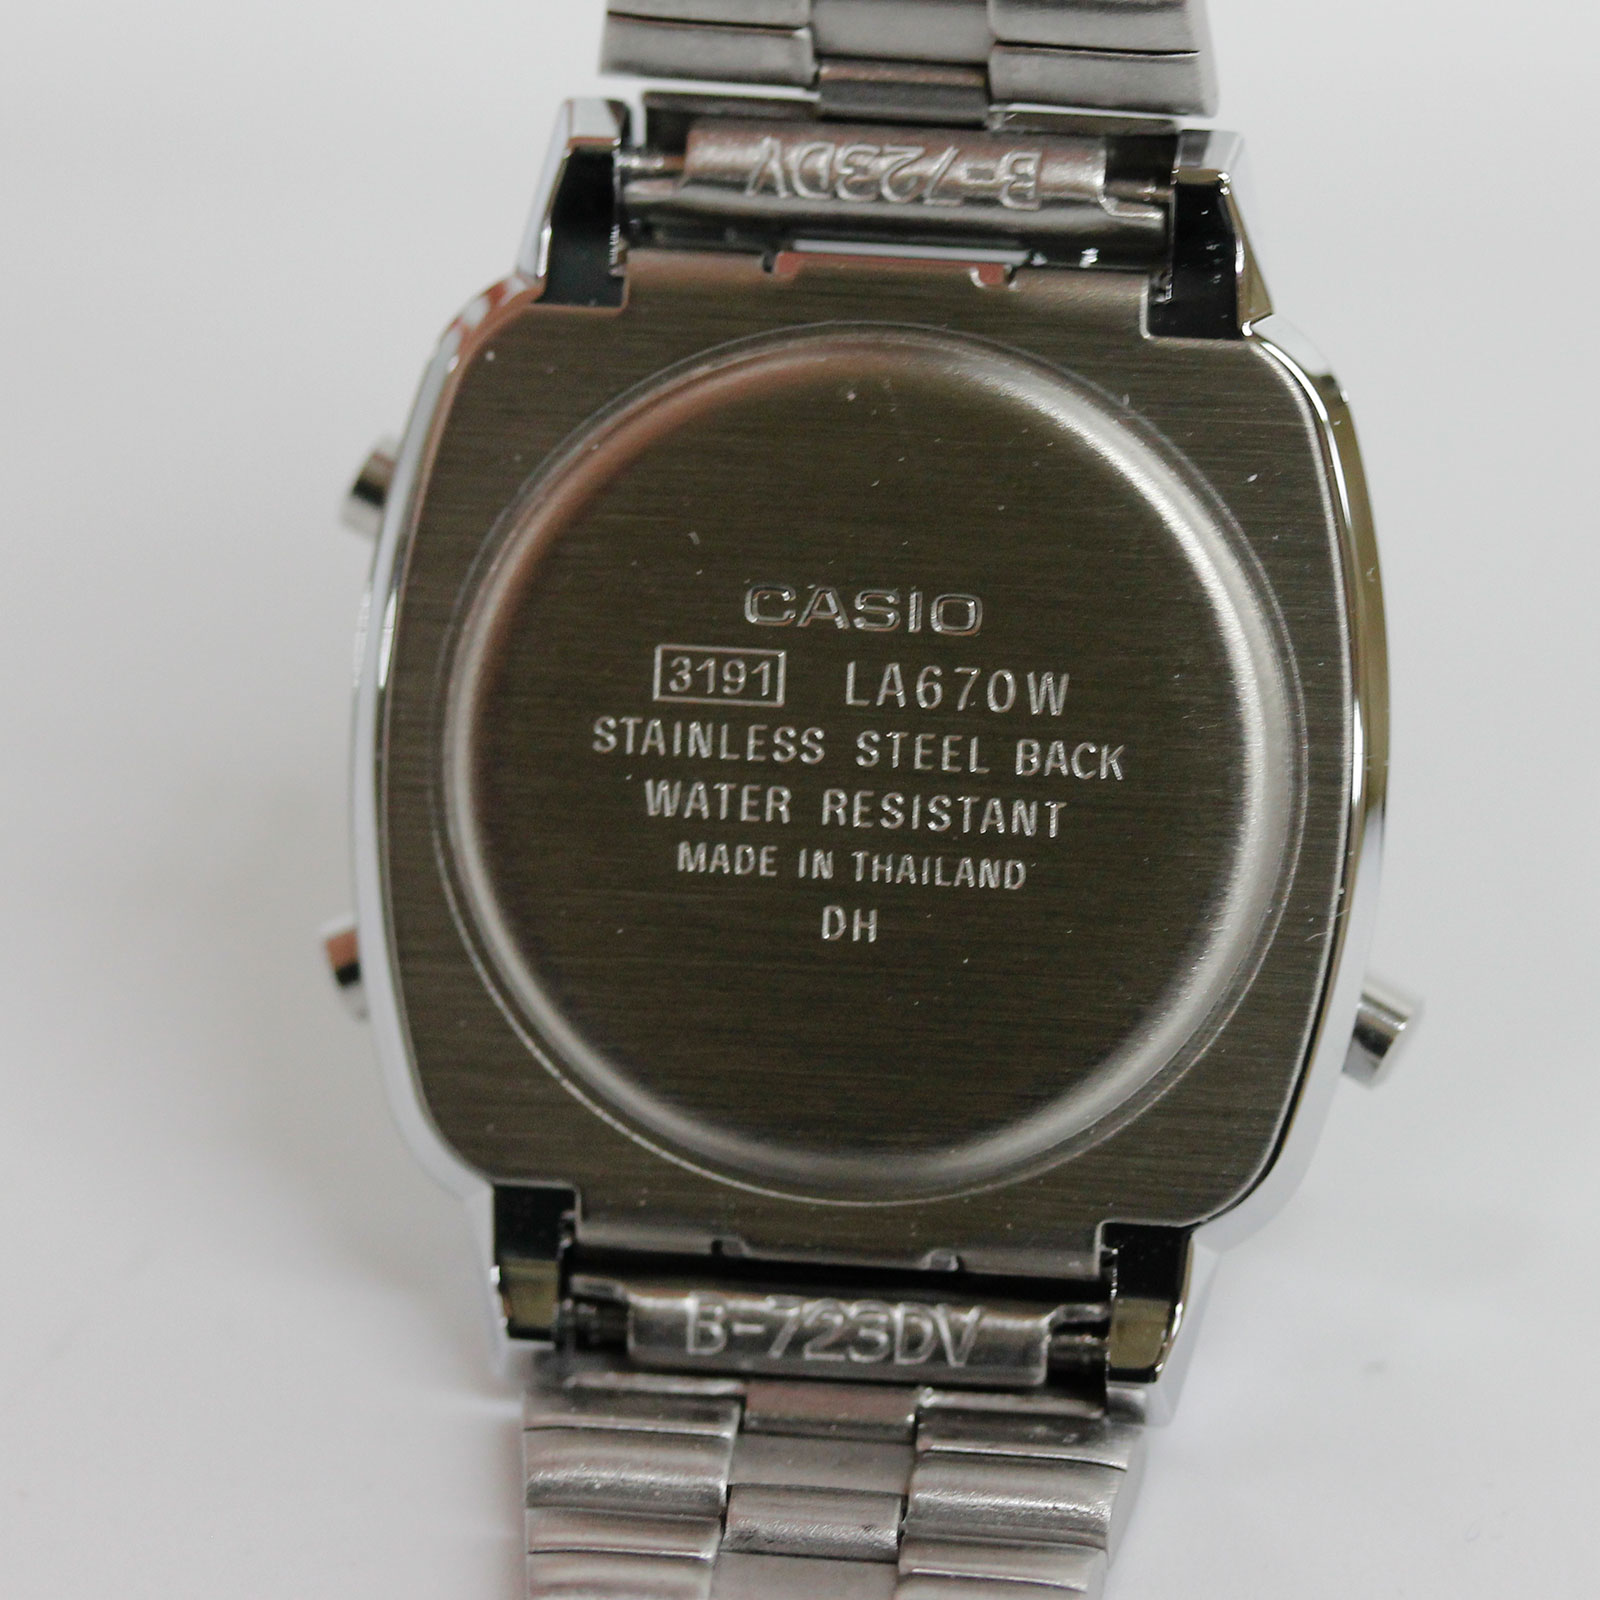 B-723DV
CASIO
3191 LA670W
STAINLESS STEEL BACK
WATER RESISTANT
MADE IN THAILAND
DH
B-723DV